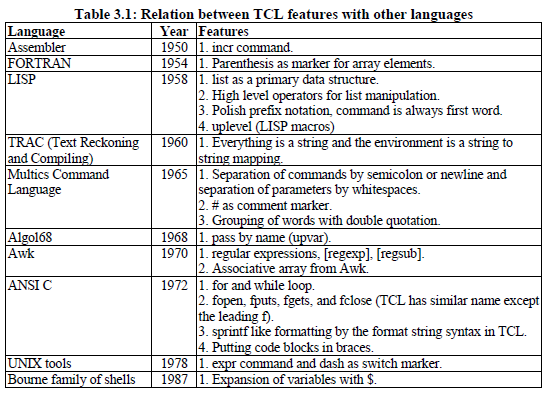 Table 3.1: Relation between TCL features with other languages
Language Year Features
Assembler 1950 1. incr command.
FORTRAN 1954 1. Parenthesis as marker for array elements.
LISP 1958 1. list as a primary data structure.
2. High level operators for list manipulation.
3. Polish prefix notation, command is always first word.
4. uplevel (LISP macros)
TRAC (Text Reckoning 1960 1. Everything is a string and the environment is a string to
and Compiling) string mapping.
Multics Command 1965 1. Separation of commands by semicolon or newline and
Language separation of parameters by whitespaces.
2. # as comment marker.
3. Grouping of words with double quotation.
Algol68 1968 1. pass by name (upvar).
Awk 1970 1. regular expressions, [regexp], [regsub].
2. Associative array from Awk.
ANSI C 1972 1. for and while loop.
2. fopen, fputs, fgets, and fclose (TCL has similar name except
the leading f).
3. sprintf like formatting by the format string syntax in TCL.
4. Putting code blocks in braces.
UNIX tools 1978 1. expr command and dash as switch marker.
Bourne family of shells 1987 1. Expansion of variables with $.